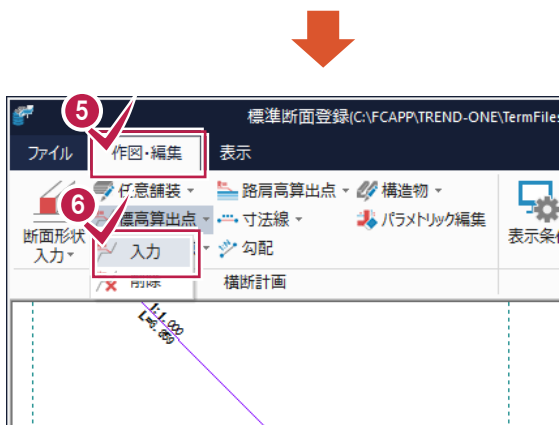 5
標準断面登録(C:\FCAPP\TREND-ONE\TermFiles
ファイル 作図・編集 表示
任意舗装 路肩高算出点 構造物
6
標高算出点 寸法線 パラメトリック編集
断面形状
入力
入力 勾配
表示条件
削除 横断計画
1:1.000